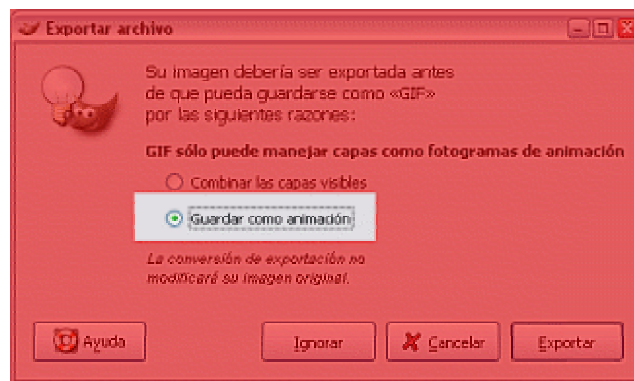 Exportar archivo
Su imagen debería ser exportada antes
de que pueda guardarse como «GIF»
por las siguientes razones:
GIF sólo puede manejar capas como fotogramas de animación
Combinar las capas visibles
Guardar como animación
La conversión de exportación no
modificará su imagen original.
Ayuda Ignorar Cancelar Exportar